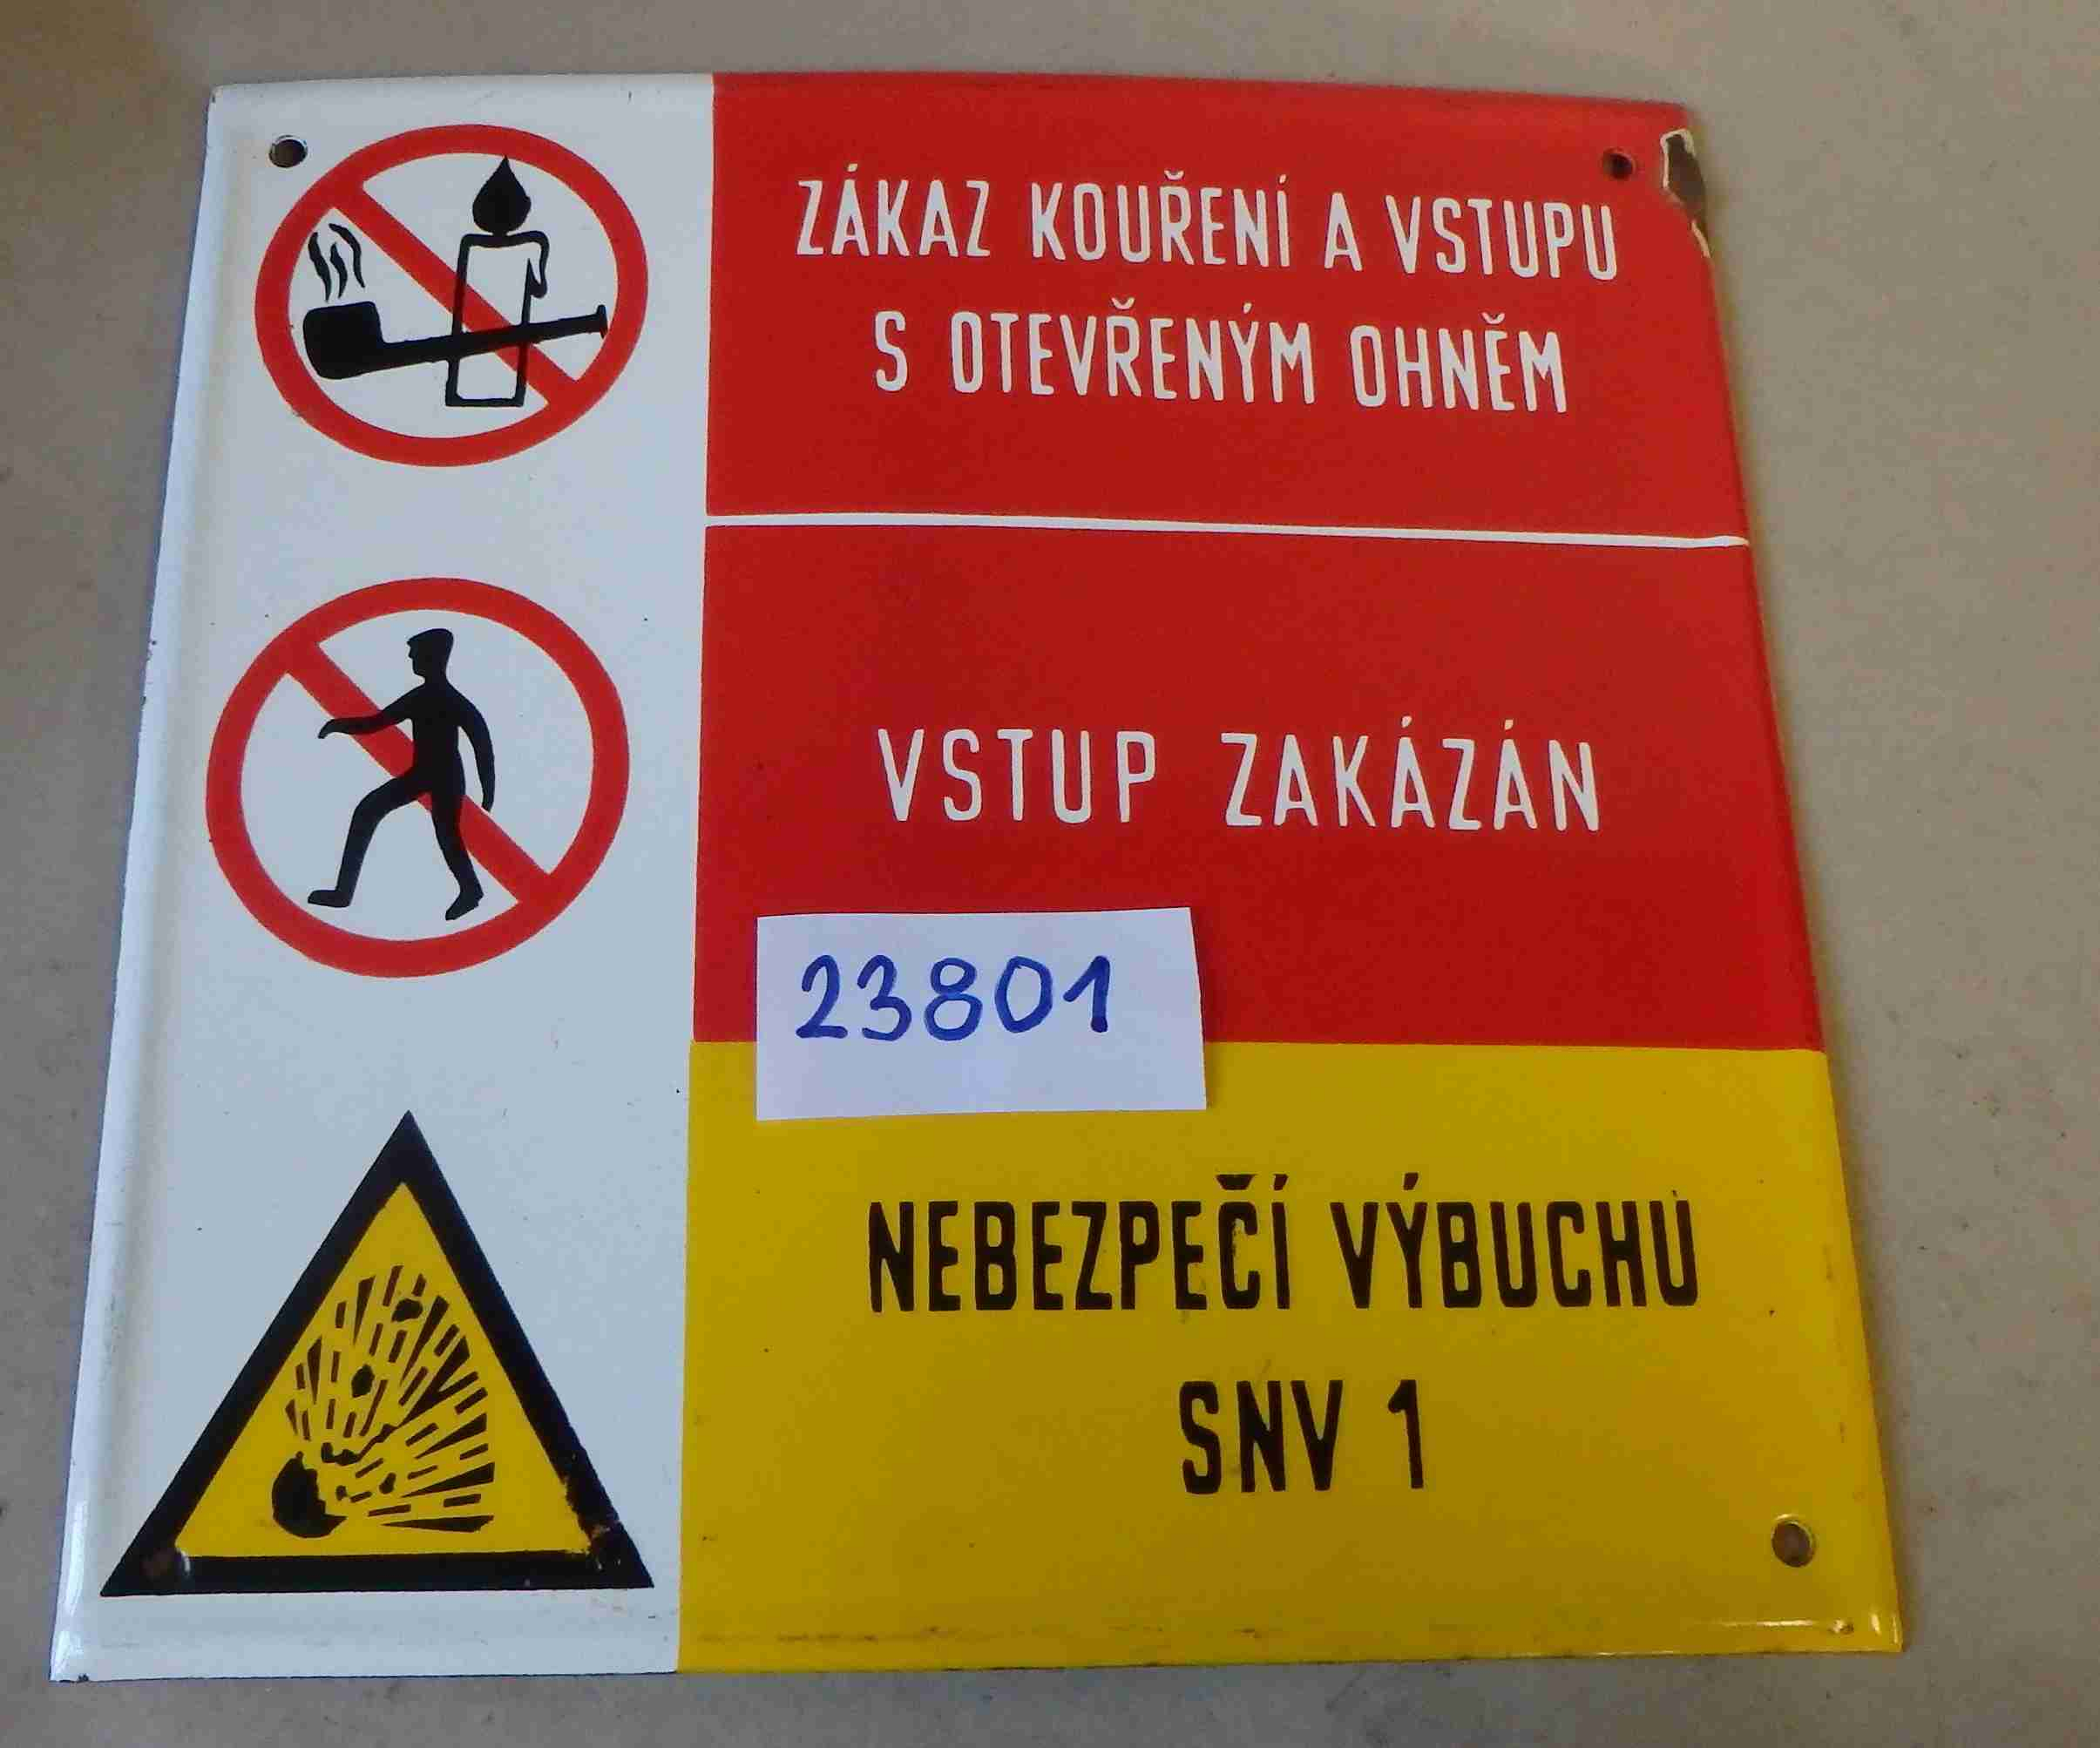 ZÁKAZ KOUŘENÍ A VSTUPU
S OTEVŘENÝM OHNĚM
VSTUP ZAKÁZÁN
23801
NEBEZPEČÍ VÝBUCHU
SNV 1